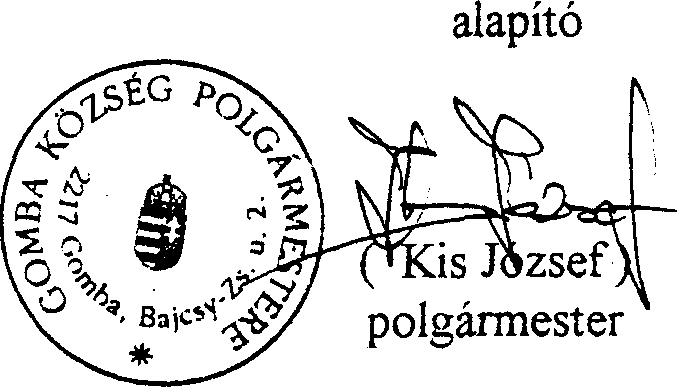 alapító
GOMBA KÖZSÉG POLGÁRMESTERE
2217 Gomba, Bajcsy-Zs. u. 2.
*
( Kis József )
polgármester